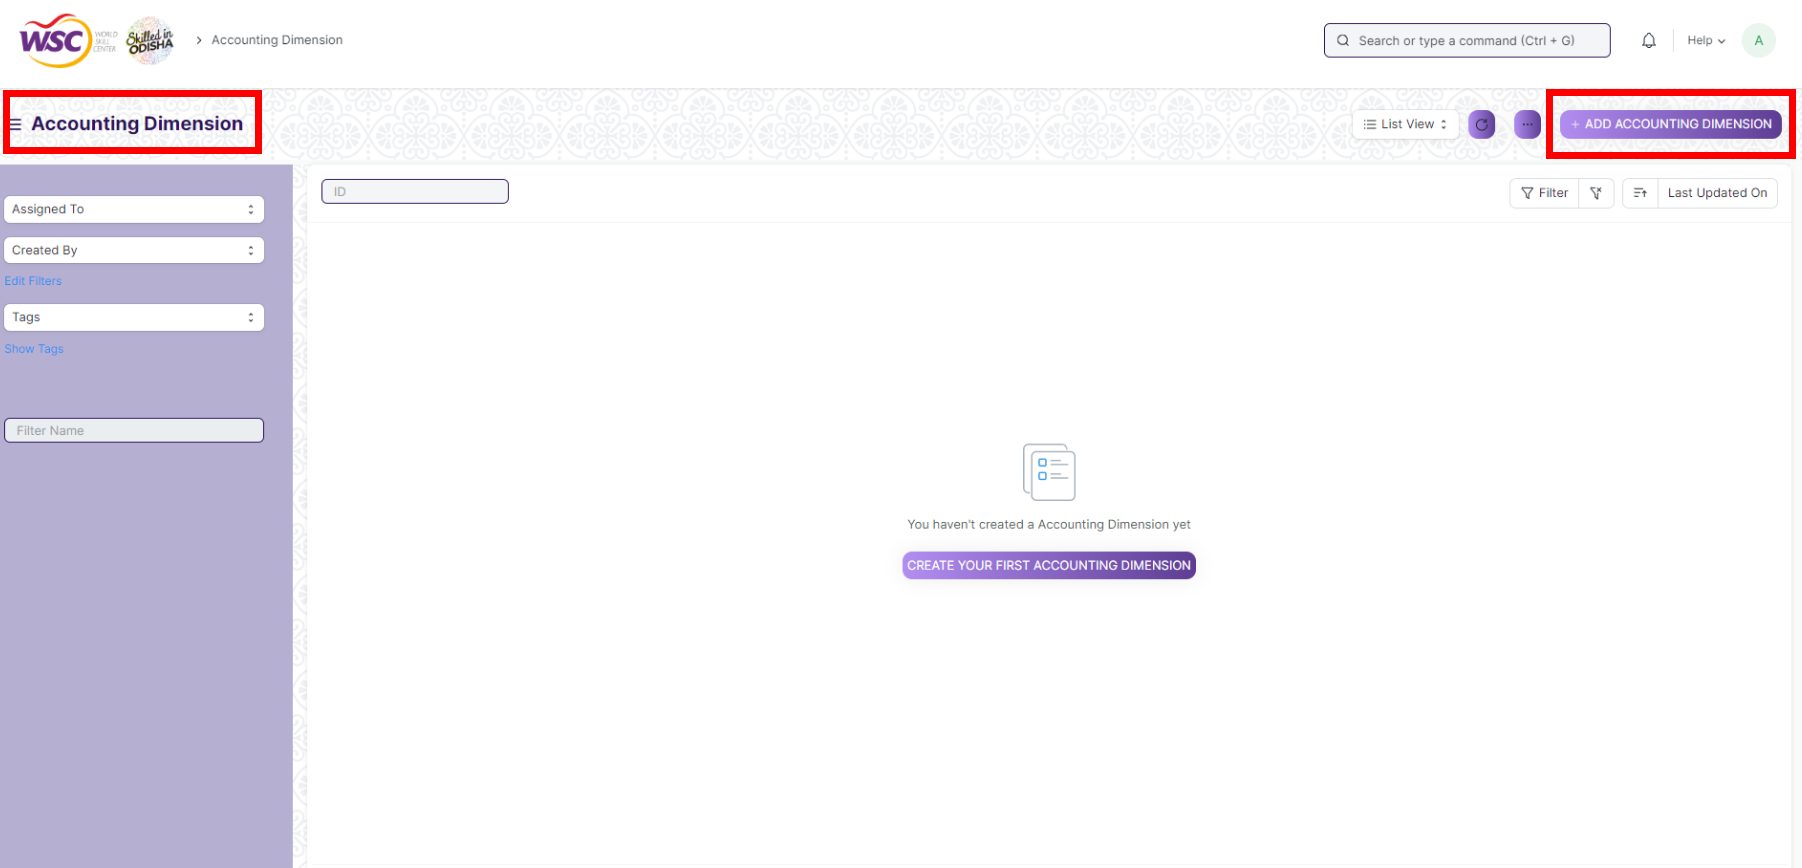 WSC
WORLD
SKILL
CENTER
Skilled in
ODISHA
Accounting Dimension
Search or type a command (Ctrl + G)
Help
A
Accounting Dimension
List View
...
+ ADD ACCOUNTING DIMENSION
Assigned To
Created By
Edit Filters
Tags
Show Tags
Filter Name
ID
Filter
Last Updated On
You haven't created a Accounting Dimension yet
CREATE YOUR FIRST ACCOUNTING DIMENSION